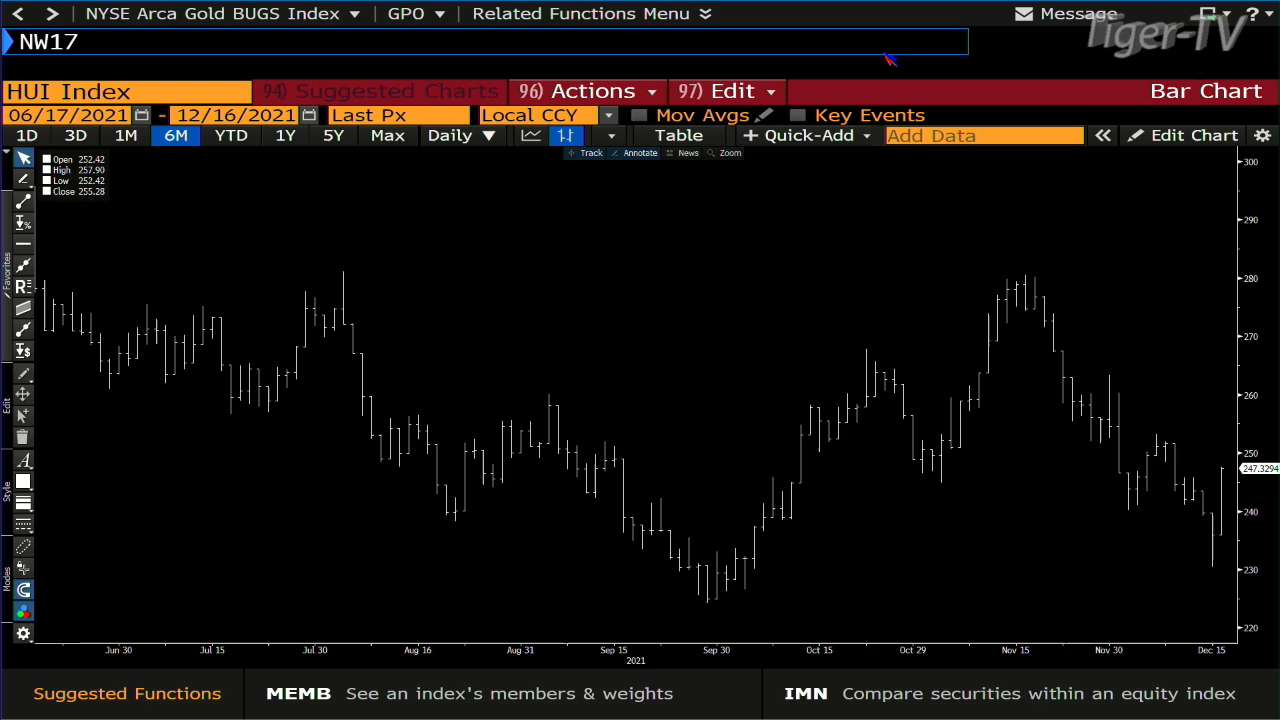 NYSE Arca Gold BUGS Index GPO Related Functions Menu Message ?
Tiger-TV
NW17
HUI Index 94) Suggested Charts 96) Actions 97) Edit Bar Chart
06/17/2021 - 12/16/2021 Last Px Local CCY Mov Avgs Key Events
1D 3D 1M 6M YTD 1Y 5Y Max Daily Table + Quick-Add Add Data Edit Chart
Track Annotate News Zoom
Open 252.42
High 257.90
Low 252.42
Close 255.28
Favorites
Edit
Style
Modes
300
290
280
270
260
250
247.3294
240
230
220
Jun 30 Jul 15 Jul 30 Aug 16 Aug 31 Sep 15 Sep 30 Oct 15 Oct 29 Nov 15 Nov 30 Dec 15
2021
Suggested Functions MEMB See an index's members & weights IMN Compare securities within an equity index